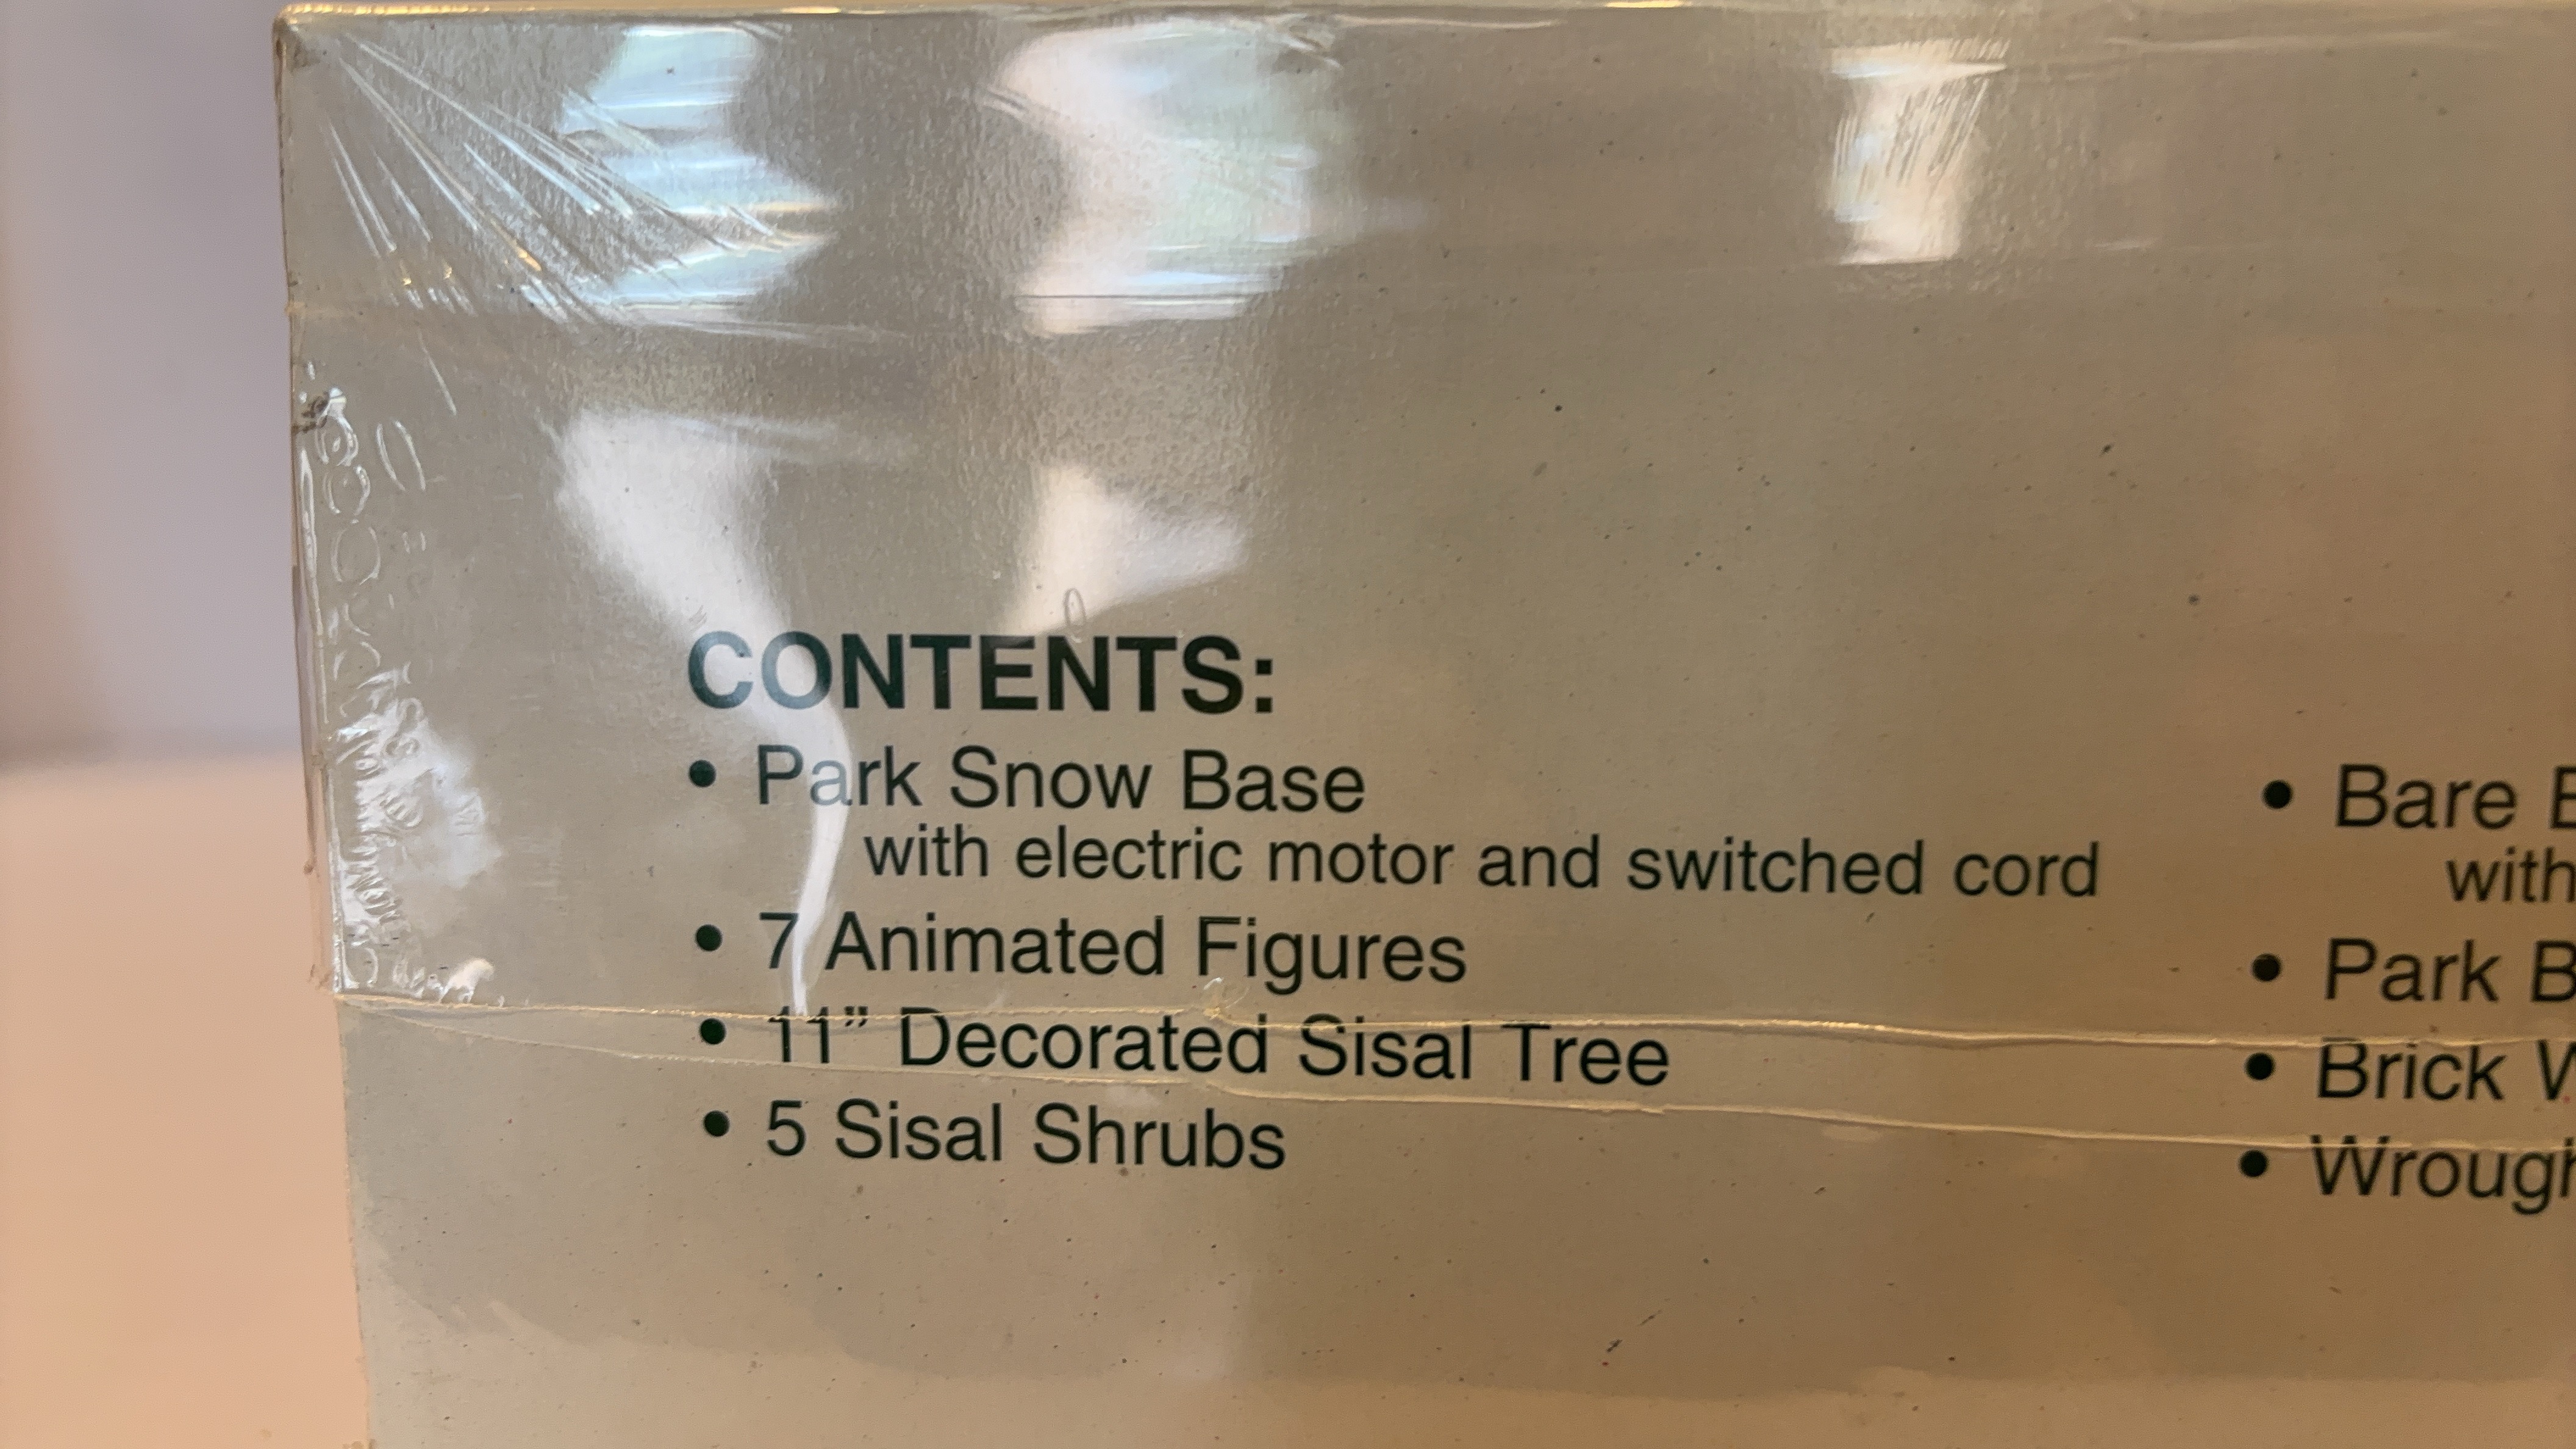 CONTENTS:
• Park Snow Base
with electric motor and switched cord
• 7 Animated Figures
• 11” Decorated Sisal Tree
• 5 Sisal Shrubs
• Bare
with
• Park
• Brick
•